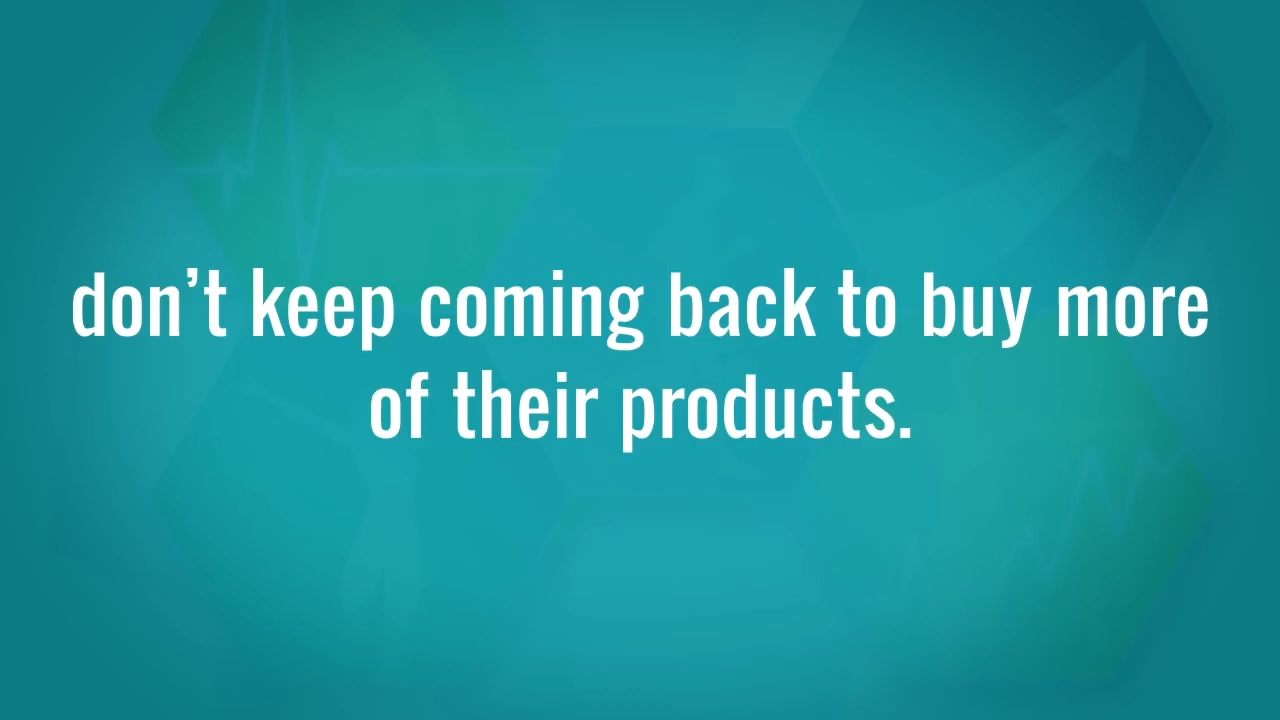 don’t keep coming back to buy more
of their products.